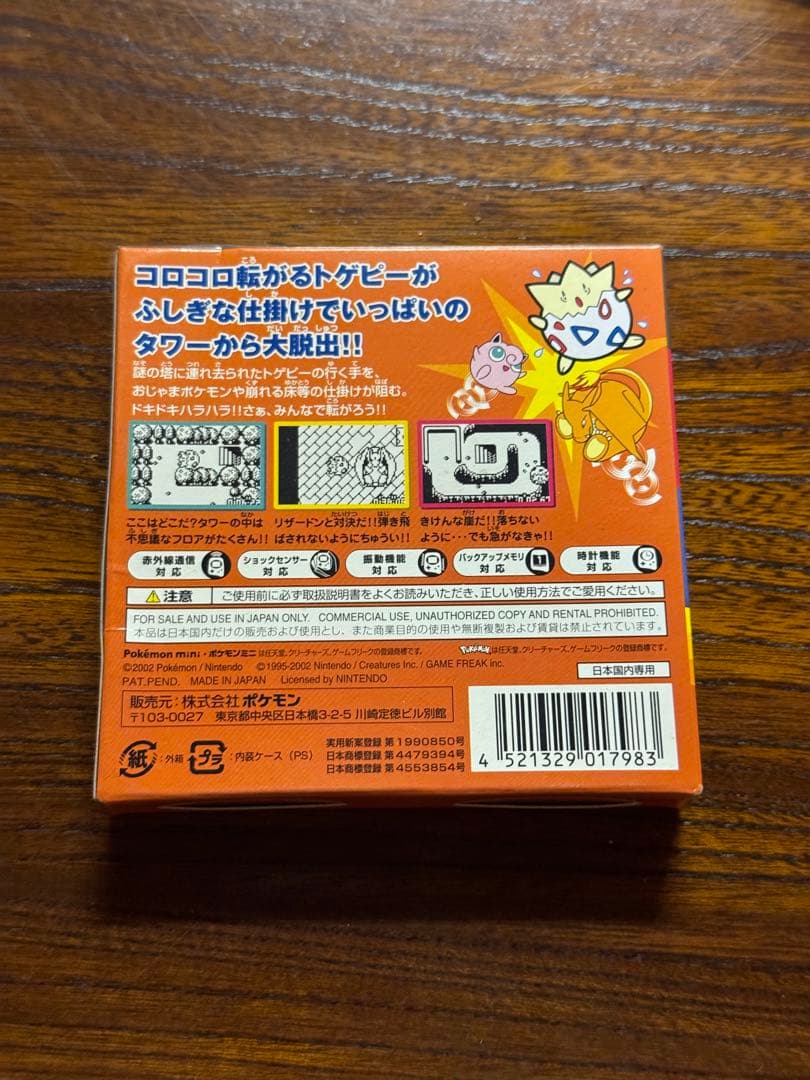 コロコロ転がるトゲピーが
ふしぎな仕掛けでいっぱいの
タワーから大脱出!!
謎の塔に連れ去られたトゲピーの行く手を、
おじゃまポケモンや崩れる床等の仕掛けが阻む。
ドキドキハラハラ!!さぁ、みんなで転がろう!!
ここはどこだ?タワーの中は
不思議なフロアがたくさん!!
リザードンと対決だ!!弾き飛
ばされないようにちゅうい!!
きけんな崖だ!!落ちない
ように・・・でも急がなきゃ!!
赤外線通信
対応
ショックセンサー
対応
振動機能
対応
バックアップメモリ
対応
1
時計機能
対応
注意 ご使用前に必ず取扱説明書をよくお読みいただき、正しい使用方法でご愛用ください。
FOR SALE AND USE IN JAPAN ONLY. COMMERCIAL USE, UNAUTHORIZED COPY AND RENTAL PROHIBITED.
本品は日本国内だけの販売および使用とし、また商業目的の使用や無断複製および賃貸は禁止されています。
Pokémon mini・ポケモンミニは任天堂、クリーチャーズ、ゲームフリークの登録商標です。 POKéMONは任天堂、クリーチャーズ、ゲームフリークの登録商標です。
©2002 Pokémon / Nintendo ©1995-2002 Nintendo / Creatures Inc. / GAME FREAK inc.
PAT.PEND. MADE IN JAPAN Licensed by NINTENDO
日本国内専用
販売元:株式会社ポケモン
〒103-0027 東京都中央区日本橋3-2-5 川崎定徳ビル別館
紙:外箱 プラ:内装ケース(PS)
実用新案登録 第1990850号
日本商標登録 第4479394号
日本商標登録 第4553854号
4 521329 017983